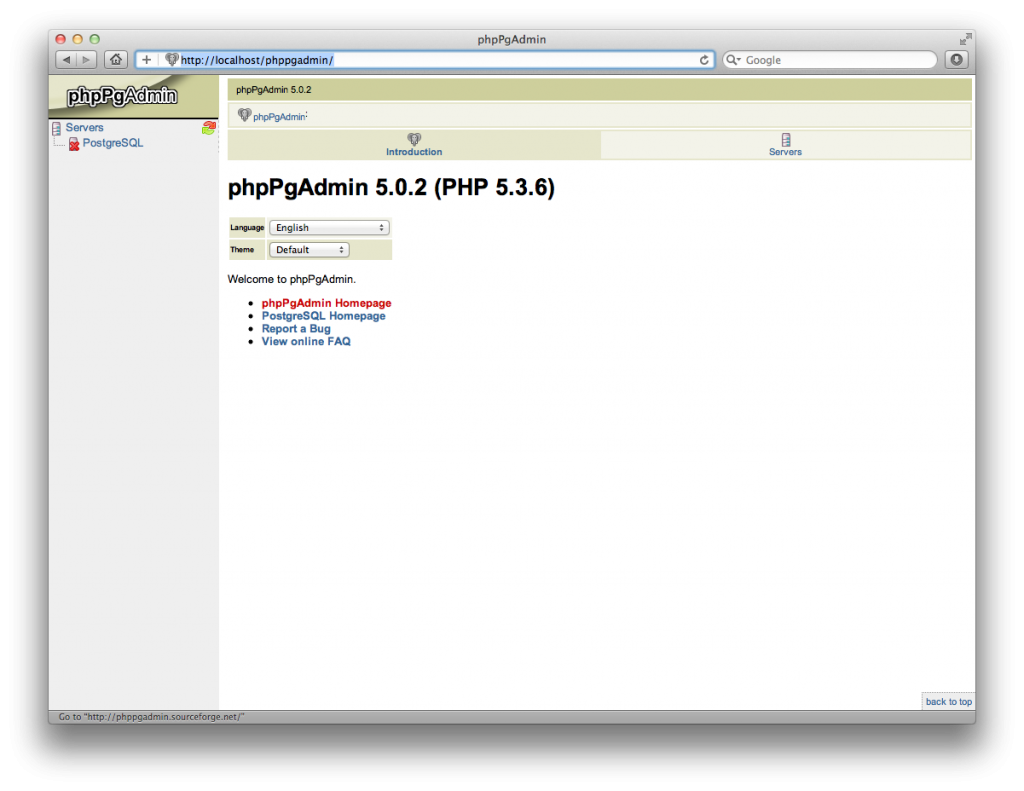 phpPgAdmin
http://localhost/phppgadmin/
Google
phpPgAdmin
Servers
PostgreSQL
phpPgAdmin 5.0.2
phpPgAdmin:
Introduction
Servers
phpPgAdmin 5.0.2 (PHP 5.3.6)
Language English
Theme Default
Welcome to phpPgAdmin.
phpPgAdmin Homepage
PostgreSQL Homepage
Report a Bug
View online FAQ
back to top
Go to "http://phppgadmin.sourceforge.net/"